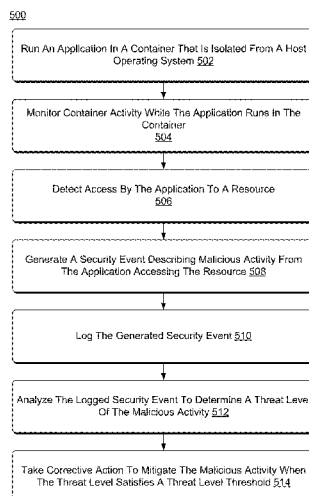 500
Run An Application In A Container That Is Isolated From A Host
Operating System 502
Monitor Container Activity While The Application Runs In The
Container
504
Detect Access By The Application To A Resource
506
Generate A Security Event Describing Malicious Activity From
The Application Accessing The Resource 508
Log The Generated Security Event 510
Analyze The Logged Security Event To Determine A Threat Level
Of The Malicious Activity 512
Take Corrective Action To Mitigate The Malicious Activity When
The Threat Level Satisfies A Threat Level Threshold 514